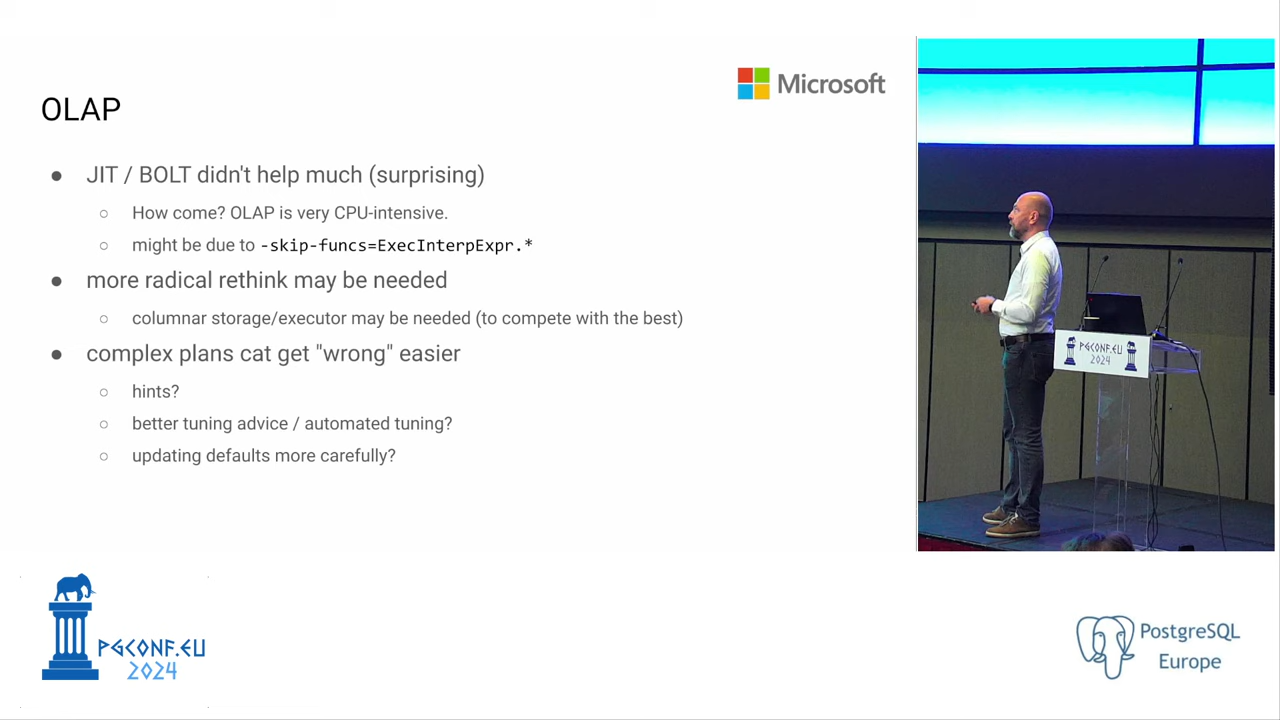 Microsoft
OLAP
● JIT / BOLT didn't help much (surprising)
○ How come? OLAP is very CPU-intensive.
○ might be due to -skip-funcs=ExecInterpExpr.*
● more radical rethink may be needed
○ columnar storage/executor may be needed (to compete with the best)
● complex plans cat get "wrong" easier
○ hints?
○ better tuning advice / automated tuning?
○ updating defaults more carefully?
PGCONF.EU
2024
PGCONF.EU
2024
PostgreSQL
Europe